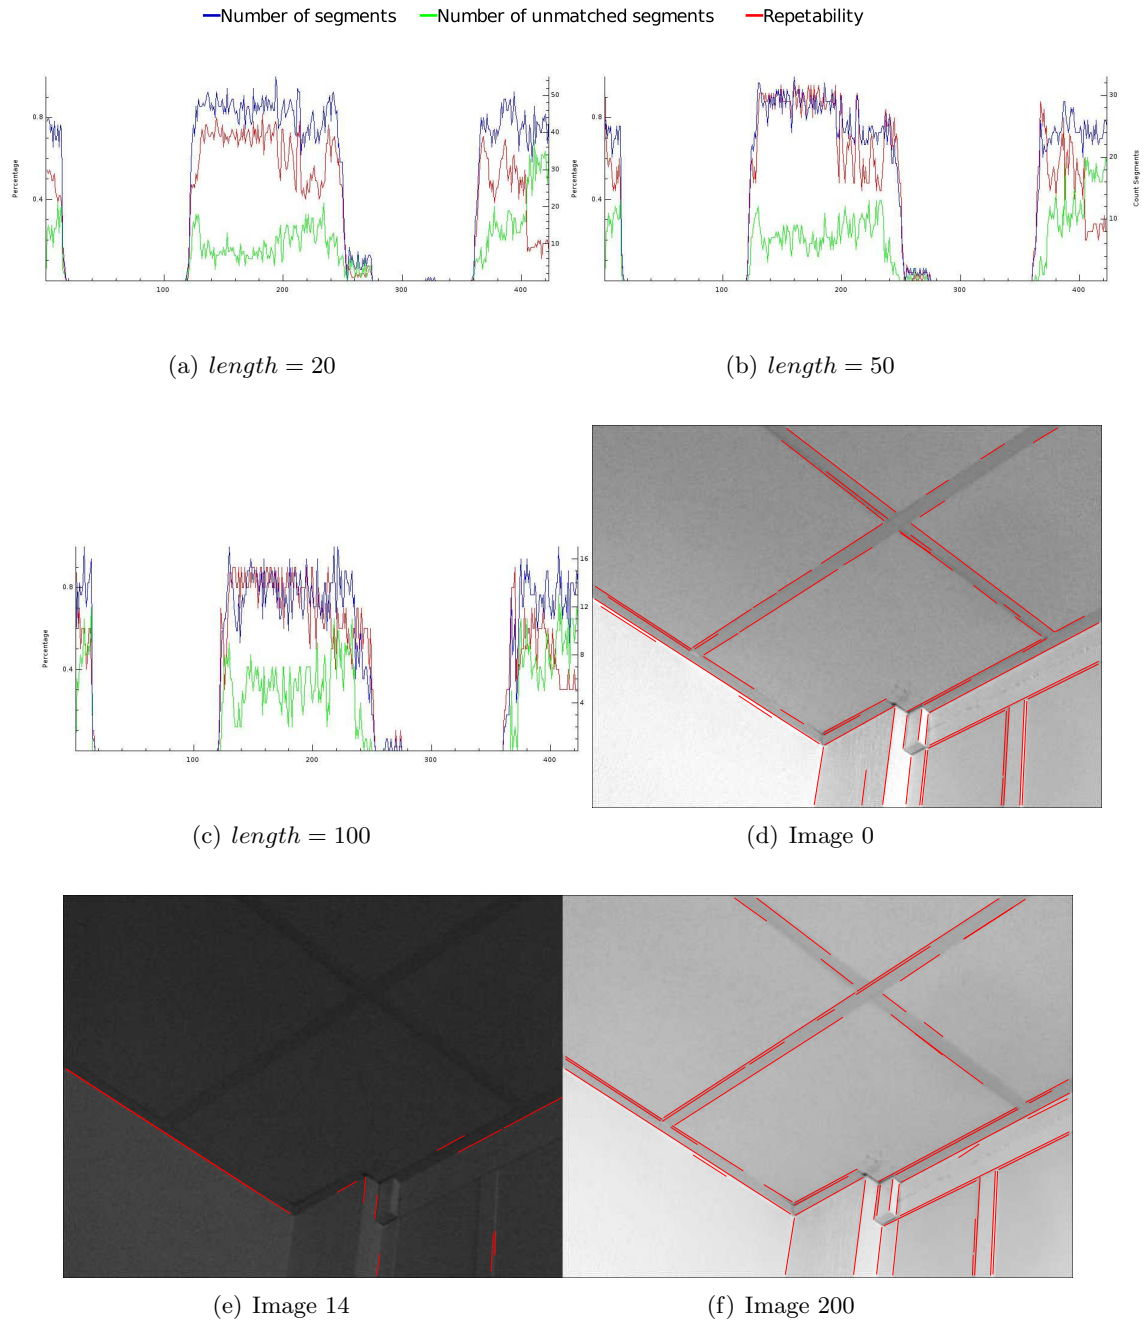 Number of segments Number of unmatched segments Repetability
Percentage
0.8
0.4
100 200 300 400
50
40
30
20
10
Percentage
0.8
0.4
100 200 300 400
30
20
10
Count Segments
(a) length = 20
(b) length = 50
Percentage
0.8
0.4
100 200 300 400
16
12
8
4
(c) length = 100
(d) Image 0
(e) Image 14
(f) Image 200